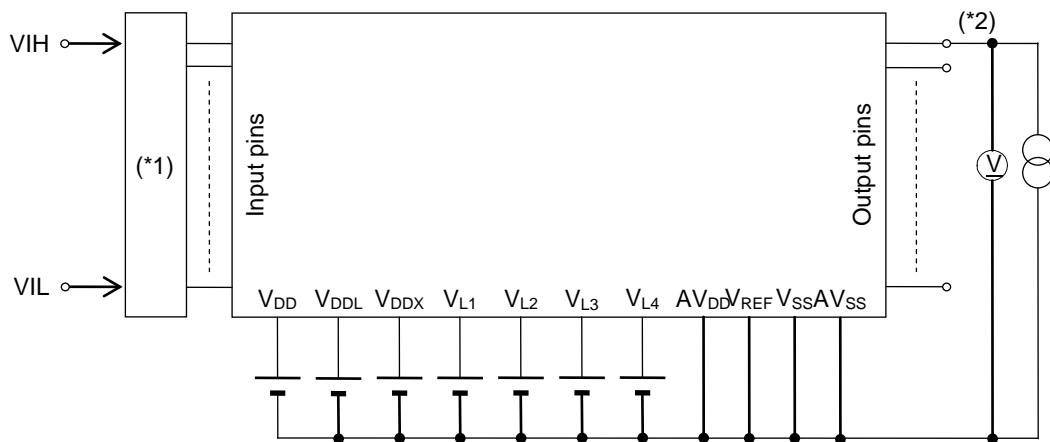 (*2)
VIH
(*1)
Input pins
Output pins
V
VIL
VDD VDDL VDDX VL1 VL2 VL3 VL4 AVDD VREF VSS AVSS